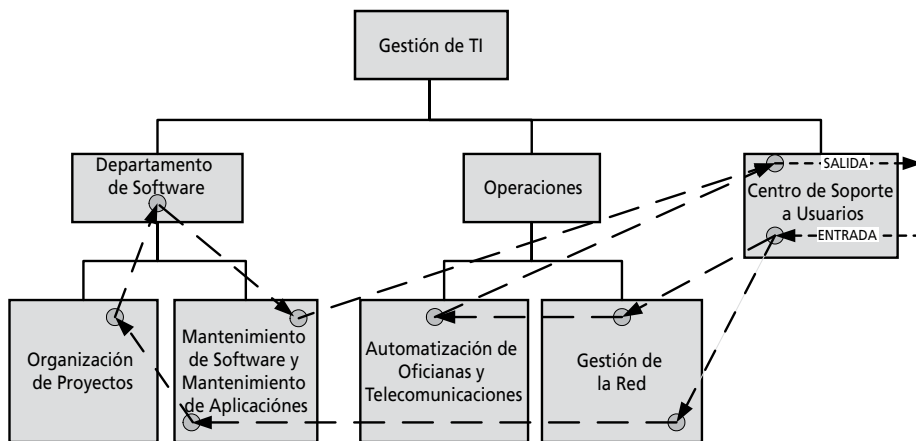 Gestión de TI
Departamento
de Software
Operaciones
SALIDA
Centro de Soporte
a Usuarios
ENTRADA
Organización
de Proyectos
Mantenimiento
de Software y
Mantenimiento
de Aplicaciónes
Automatización de
Oficianas y
Telecomunicaciones
Gestión de
la Red